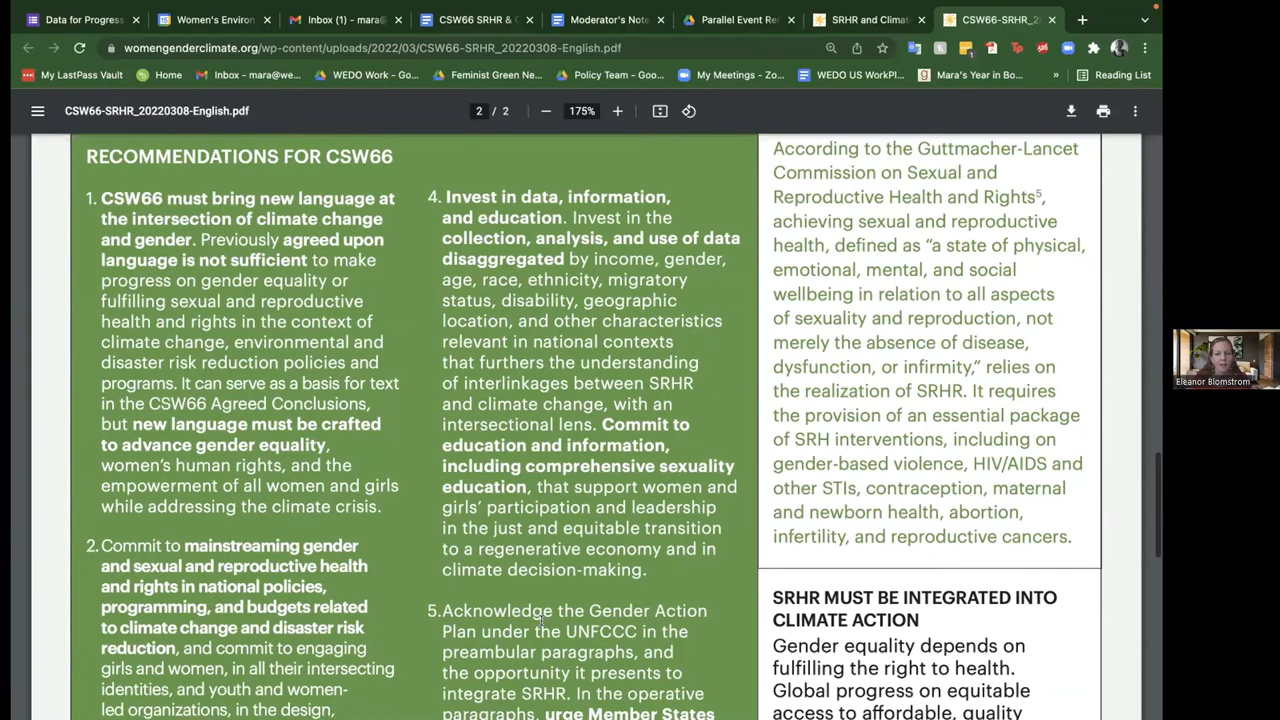 Data for Progress
Women's Environ
Inbox (1) - mara@
CSW66 SRHR &
Moderator's Note
Parallel Event Re
SRHR and Climat
CSW66-SRHR_2
womengenderclimate.org/wp-content/uploads/2022/03/CSW66-SRHR_20220308-English.pdf
My LastPass Vault
Home
Inbox - mara@we...
WEDO Work - Go...
Feminist Green Ne...
Policy Team - Goo...
My Meetings - Zo...
WEDO US WorkPl...
Mara's Year in Bo...
»
Reading List
CSW66-SRHR_20220308-English.pdf
2 / 2
175%
RECOMMENDATIONS FOR CSW66
1. CSW66 must bring new language at
the intersection of climate change
and gender. Previously agreed upon
language is not sufficient to make
progress on gender equality or
fulfilling sexual and reproductive
health and rights in the context of
climate change, environmental and
disaster risk reduction policies and
programs. It can serve as a basis for text
in the CSW66 Agreed Conclusions,
but new language must be crafted
to advance gender equality,
women's human rights, and the
empowerment of all women and girls
while addressing the climate crisis.
2. Commit to mainstreaming gender
and sexual and reproductive health
and rights in national policies,
programming, and budgets related
to climate change and disaster risk
reduction, and commit to engaging
girls and women, in all their intersecting
identities, and youth and women-
led organizations, in the design,
4. Invest in data, information,
and education. Invest in the
collection, analysis, and use of data
disaggregated by income, gender,
age, race, ethnicity, migratory
status, disability, geographic
location, and other characteristics
relevant in national contexts
that further the understanding
of interlinkages between SRHR
and climate change, with an
intersectional lens. Commit to
education and information,
including comprehensive sexuality
education, that support women and
girls' participation and leadership
in the just and equitable transition
to a regenerative economy and in
climate decision-making.
5. Acknowledge the Gender Action
Plan under the UNFCCC in the
preambular paragraphs, and
the opportunity it presents to
integrate SRHR. In the operative
paragraphs, urge Member States
According to the Guttmacher-Lancet
Commission on Sexual and
Reproductive Health and Rights⁵,
achieving sexual and reproductive
health, defined as “a state of physical,
emotional, mental, and social
wellbeing in relation to all aspects
of sexuality and reproduction, not
merely the absence of disease,
dysfunction, or infirmity,” relies on
the realization of SRHR. It requires
the provision of an essential package
of SRH interventions, including on
gender-based violence, HIV/AIDS and
other STIs, contraception, maternal
and newborn health, abortion,
infertility, and reproductive cancers.
SRHR MUST BE INTEGRATED INTO
CLIMATE ACTION
Gender equality depends on
fulfilling the right to health.
Global progress on equitable
access to affordable, quality
Eleanor Blomstrom